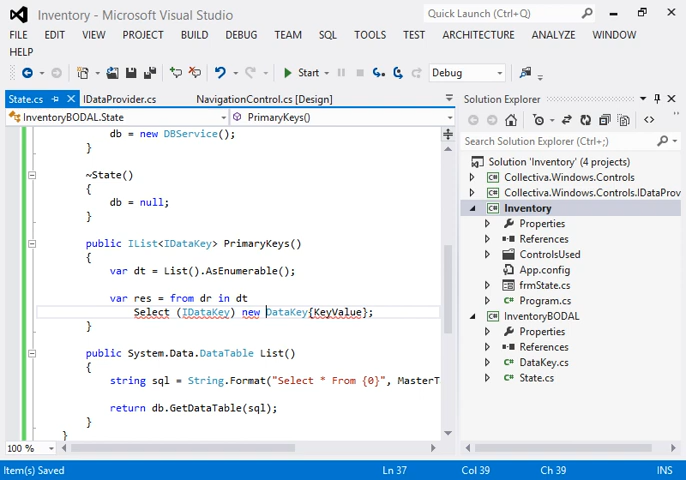 Inventory - Microsoft Visual Studio
Quick Launch (Ctrl+Q)
FILE EDIT VIEW PROJECT BUILD DEBUG TEAM SQL TOOLS TEST ARCHITECTURE ANALYZE WINDOW
HELP
Start Debug
State.cs IDataProvider.cs NavigationControl.cs [Design]
InventoryBODAL.State PrimaryKeys()
db = new DBService();
}
~State()
{
db = null;
}
public IList<IDataKey> PrimaryKeys()
{
var dt = List().AsEnumerable();
var res = from dr in dt
Select (IDataKey) new DataKey{KeyValue};
}
public System.Data.DataTable List()
{
string sql = String.Format("Select * From {0}", MasterT
return db.GetDataTable(sql);
}
}
100 %
Solution Explorer
Search Solution Explorer (Ctrl+;)
Solution 'Inventory' (4 projects)
Collectiva.Windows.Controls
Collectiva.Windows.Controls.IDataProv
Inventory
Properties
References
ControlsUsed
App.config
frmState.cs
Program.cs
InventoryBODAL
Properties
References
DataKey.cs
State.cs
Item(s) Saved Ln 37 Col 39 Ch 39 INS